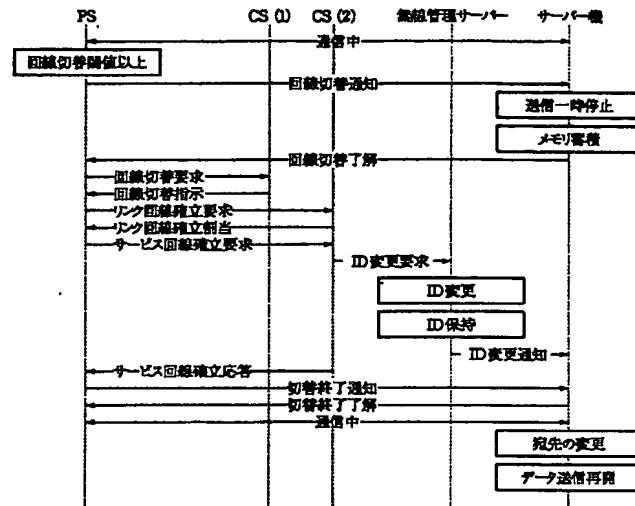 PS CS(1) CS(2) 無線管理サーバー サーバー機
通信中
回線切替閾値以上
回線切替通知
送信一時停止
メモリ蓄積
回線切替了解
回線切替要求
回線切替指示
リンク回線確立要求
リンク回線確立割当
サービス回線確立要求
ID変更要求
ID変更
ID保持
ID変更通知
サービス回線確立応答
切替終了通知
切替終了了解
通信中
宛先の変更
データ送信再開